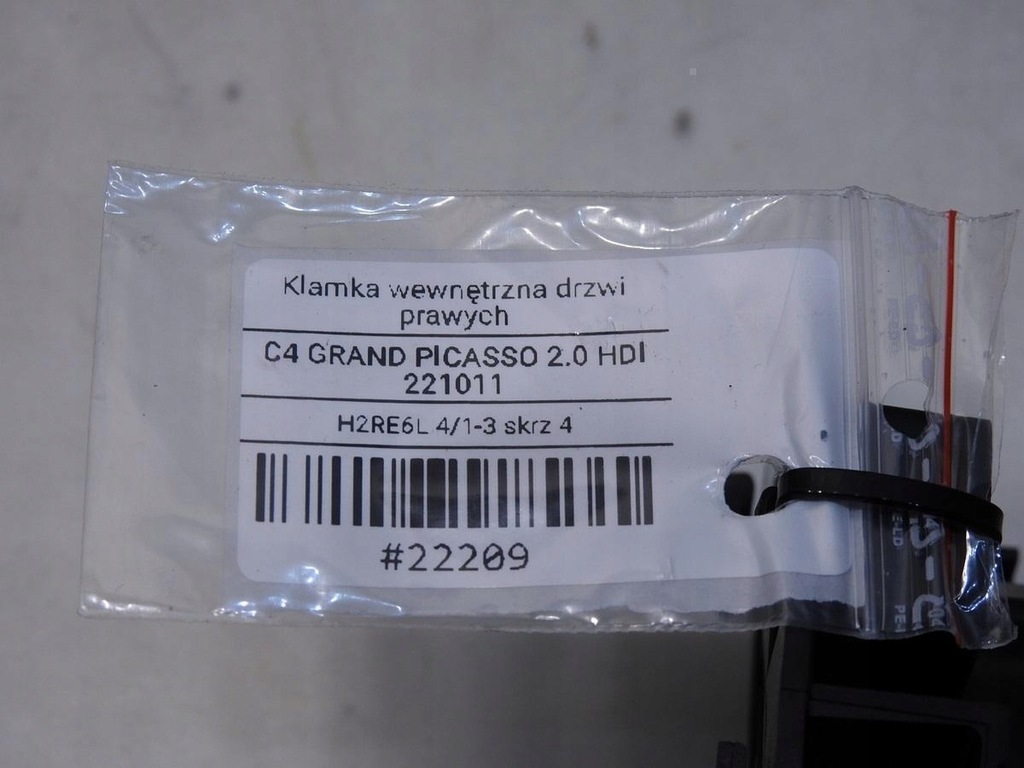 Klamka wewnętrzna drzwi
prawych
C4 GRAND PICASSO 2.0 HDI
221011
H2RE6L 4/1-3 skrz 4
#22209